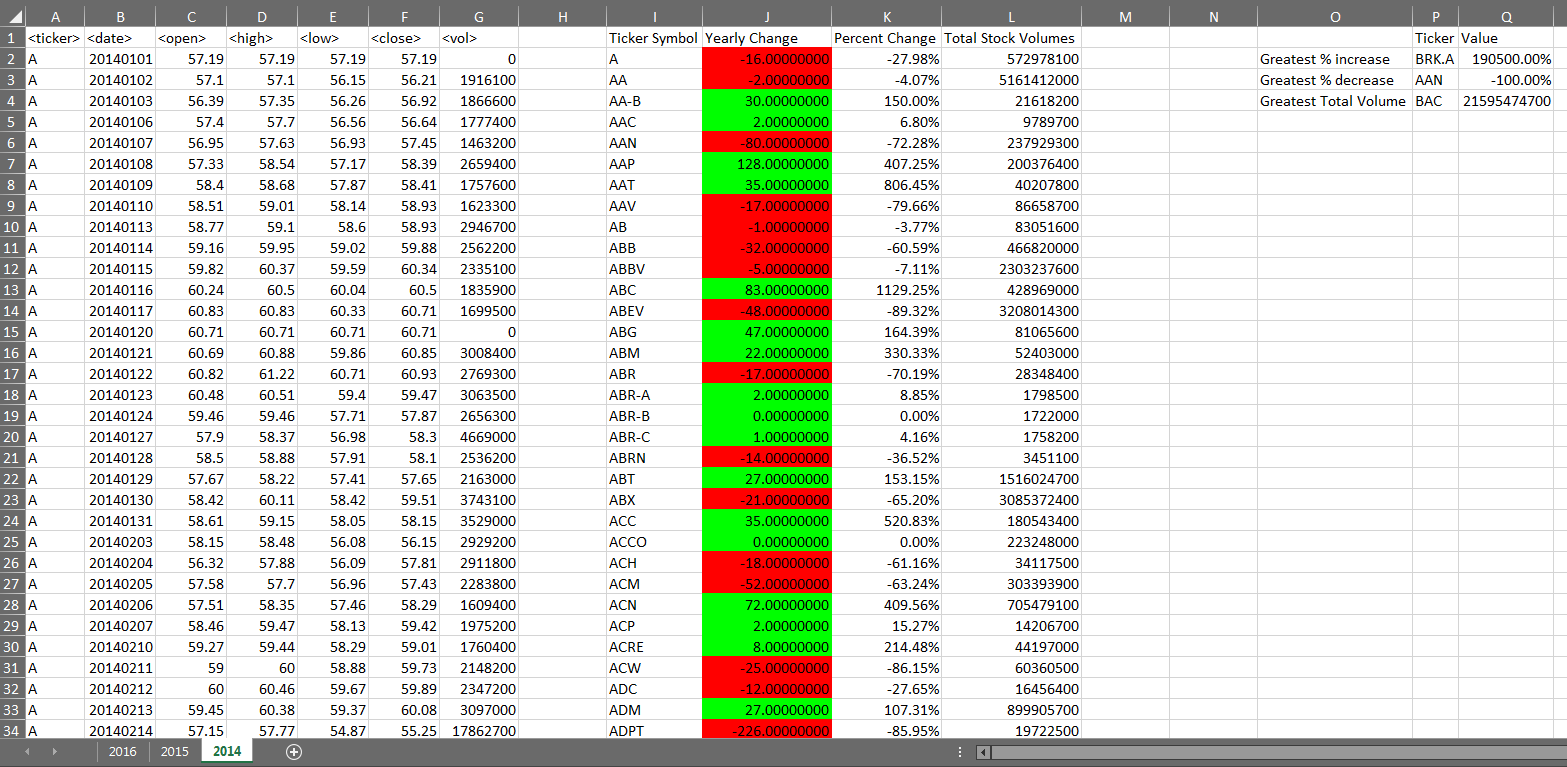 A B C D E F G H I J K L M N O P Q
1 <ticker> <date> <open> <high> <low> <close> <vol> Ticker Symbol Yearly Change Percent Change Total Stock Volumes Ticker Value
2 A 20140101 57.19 57.19 57.19 57.19 0 A -16.00000000 -27.98% 572978100 Greatest % increase BRK.A 190500.00%
3 A 20140102 57.1 57.1 56.15 56.21 1916100 AA -2.00000000 -4.07% 5161412000 Greatest % decrease AAN -100.00%
4 A 20140103 56.39 57.35 56.26 56.92 1866600 AA-B 30.00000000 150.00% 21618200 Greatest Total Volume BAC 21595474700
5 A 20140106 57.4 57.7 56.56 56.64 1777400 AAC 2.00000000 6.80% 9789700
6 A 20140107 56.95 57.63 56.93 57.45 1463200 AAN -80.00000000 -72.28% 237929300
7 A 20140108 57.33 58.54 57.17 58.39 2659400 AAP 128.00000000 407.25% 200376400
8 A 20140109 58.4 58.68 57.87 58.41 1757600 AAT 35.00000000 806.45% 40207800
9 A 20140110 58.51 59.01 58.14 58.93 1623300 AAV -17.00000000 -79.66% 86658700
10 A 20140113 58.77 59.1 58.6 58.93 2946700 AB -1.00000000 -3.77% 83051600
11 A 20140114 59.16 59.95 59.02 59.88 2562200 ABB -32.00000000 -60.59% 466820000
12 A 20140115 59.82 60.37 59.59 60.34 2335100 ABBV -5.00000000 -7.11% 2303237600
13 A 20140116 60.24 60.5 60.04 60.5 1835900 ABC 83.00000000 1129.25% 428969000
14 A 20140117 60.83 60.83 60.33 60.71 1699500 ABEV -48.00000000 -89.32% 3208014300
15 A 20140120 60.71 60.71 60.71 60.71 0 ABG 47.00000000 164.39% 81065600
16 A 20140121 60.69 60.88 59.86 60.85 3008400 ABM 22.00000000 330.33% 52403000
17 A 20140122 60.82 61.22 60.71 60.93 2769300 ABR -17.00000000 -70.19% 28348400
18 A 20140123 60.48 60.51 59.4 59.47 3063500 ABR-A 2.00000000 8.85% 1798500
19 A 20140124 59.46 59.46 57.71 57.87 2656300 ABR-B 0.00000000 0.00% 1722000
20 A 20140127 57.9 58.37 56.98 58.3 4669000 ABR-C 1.00000000 4.16% 1758200
21 A 20140128 58.5 58.88 57.91 58.1 2536200 ABRN -14.00000000 -36.52% 3451100
22 A 20140129 57.67 58.22 57.41 57.65 2163000 ABT 27.00000000 153.15% 1516024700
23 A 20140130 58.42 60.11 58.42 59.51 3743100 ABX -21.00000000 -65.20% 3085372400
24 A 20140131 58.61 59.15 58.05 58.15 3529000 ACC 35.00000000 520.83% 180543400
25 A 20140203 58.15 58.48 56.08 56.15 2929200 ACCO 0.00000000 0.00% 223248000
26 A 20140204 56.32 57.88 56.09 57.81 2911800 ACH -18.00000000 -61.16% 34117500
27 A 20140205 57.58 57.7 56.96 57.43 2283800 ACM -52.00000000 -63.24% 303393900
28 A 20140206 57.51 58.35 57.46 58.29 1609400 ACN 72.00000000 409.56% 705479100
29 A 20140207 58.46 59.47 58.13 59.42 1975200 ACP 2.00000000 15.27% 14206700
30 A 20140210 59.27 59.44 58.29 59.01 1760400 ACRE 8.00000000 214.48% 44197000
31 A 20140211 59 60 58.88 59.73 2148200 ACW -25.00000000 -86.15% 60360500
32 A 20140212 60 60.46 59.67 59.89 2347200 ADC -12.00000000 -27.65% 16456400
33 A 20140213 59.45 60.38 59.37 60.08 3097000 ADM 27.00000000 107.31% 899905700
34 A 20140214 57.15 57.77 54.87 55.25 17862700 ADPT -226.00000000 -85.95% 19722500
2016 2015 2014